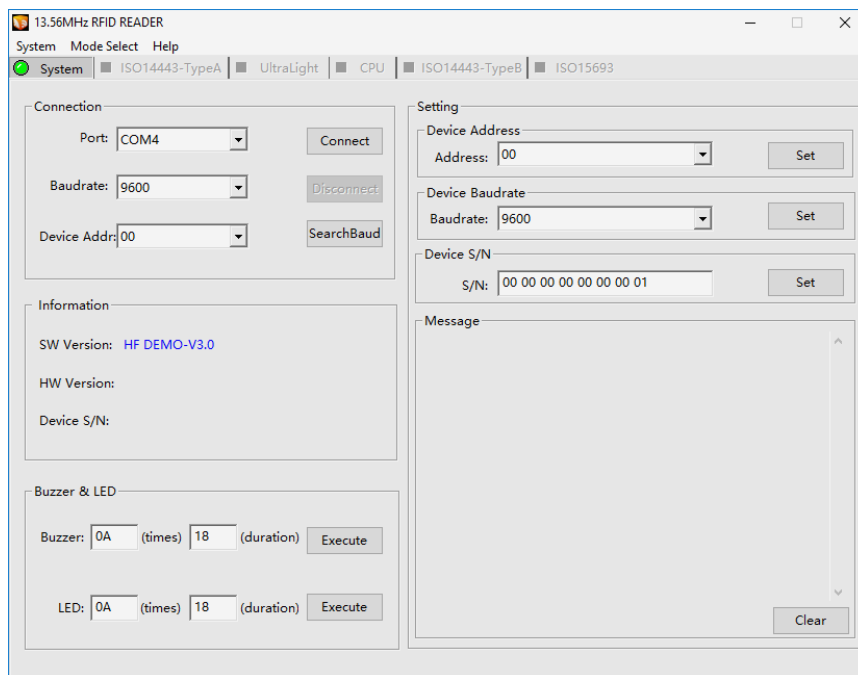 13.56MHz RFID READER
System Mode Select Help
System ISO14443-TypeA UltraLight CPU ISO14443-TypeB ISO15693
Connection
Port: COM4 Connect
Baudrate: 9600 Disconnect
Device Addr: 00 SearchBaud
Information
SW Version: HF DEMO-V3.0
HW Version:
Device S/N:
Buzzer & LED
Buzzer: 0A (times) 18 (duration) Execute
LED: 0A (times) 18 (duration) Execute
Setting
Device Address
Address: 00 Set
Device Baudrate
Baudrate: 9600 Set
Device S/N
S/N: 00 00 00 00 00 00 00 01 Set
Message
Clear